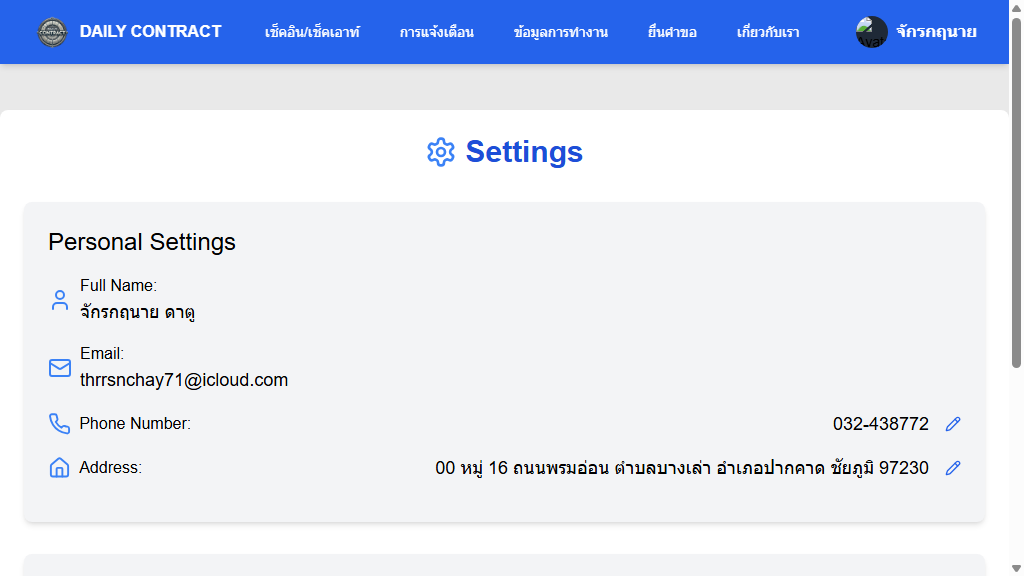 DAILY CONTRACT
เช็คอิน/เช็คเอาท์
การแจ้งเตือน
ข้อมูลการทำงาน
ยื่นคำขอ
เกี่ยวกับเรา
จักรกฤนาย
Settings
Personal Settings
Full Name:
จักรกฤนาย ดาตู
Email:
thrrsnchay71@icloud.com
Phone Number: 032-438772
Address: 00 หมู่ 16 ถนนพรมอ่อน ตำบลบางเล่า อำเภอปากคาด ชัยภูมิ 97230